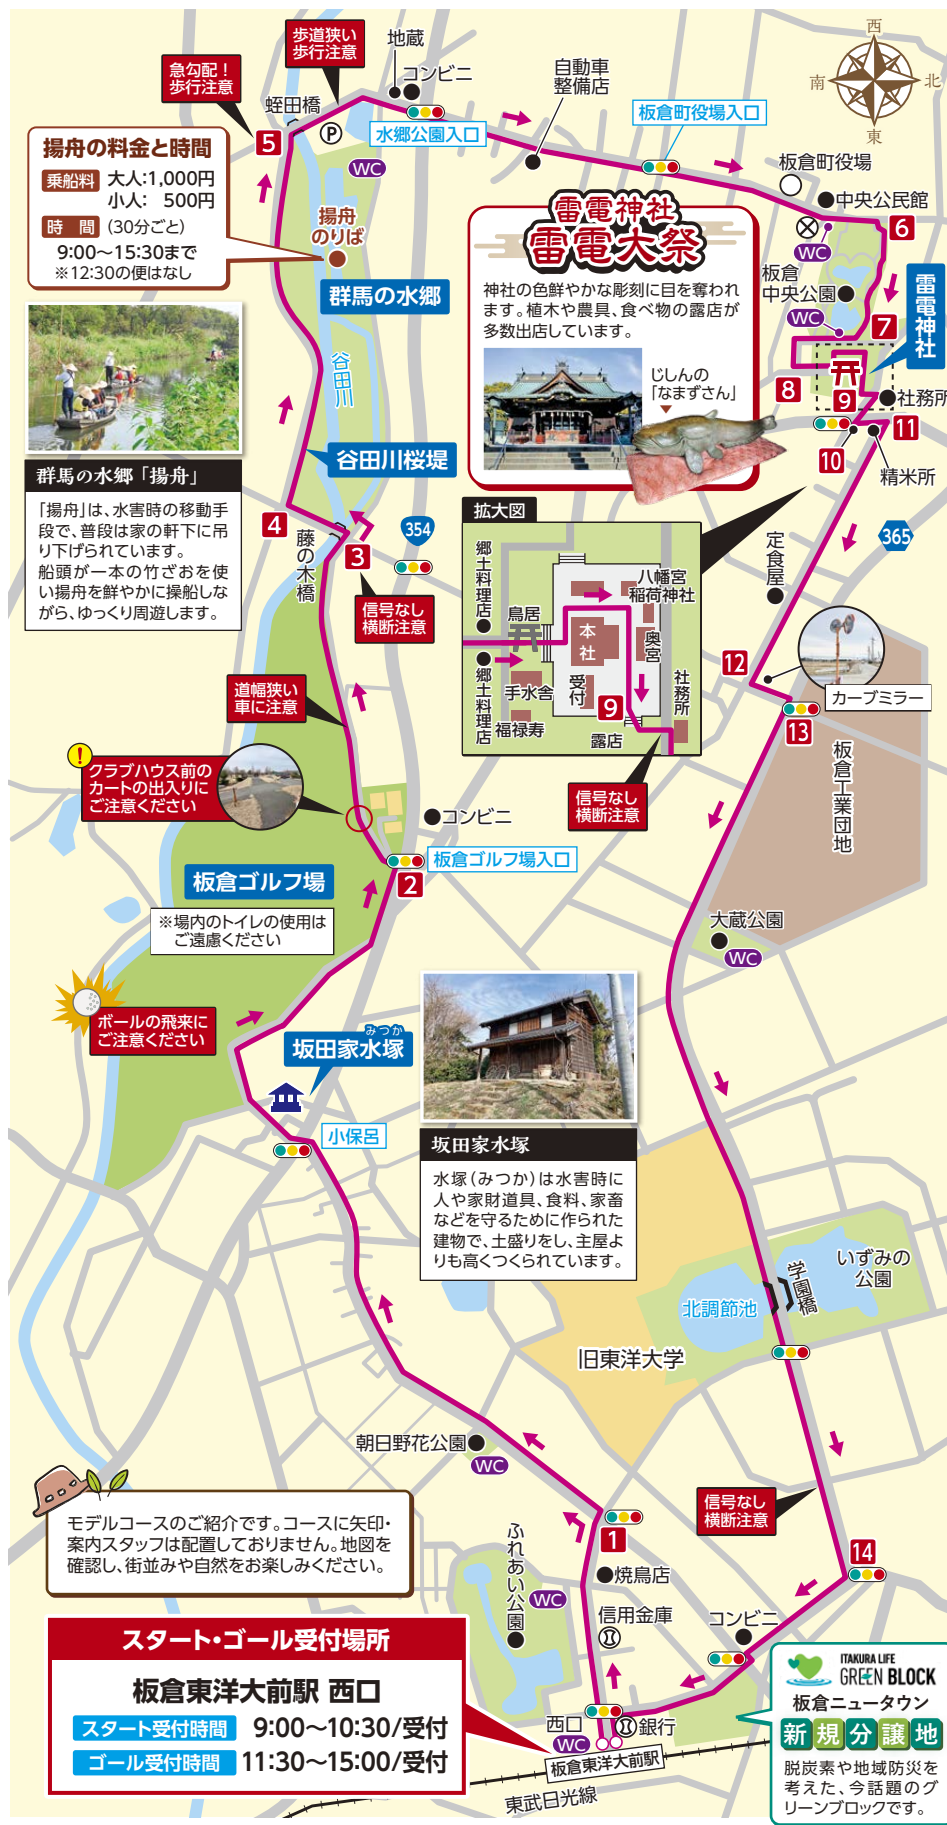 西
南
北
東
歩道狭い
歩行注意
地蔵
コンビニ
急勾配！
歩行注意
蛭田橋
P
水郷公園入口
自動車
整備店
板倉町役場入口
板倉町役場
中央公民館
5
WC
6
揚舟の料金と時間
乗船料 大人:1,000円
小人: 500円
時間 (30分ごと)
9:00〜15:30まで
※12:30の便はなし
揚舟
のりば
群馬の水郷
雷電神社
雷電大祭
神社の色鮮やかな彫刻に目を奪われ
ます。植木や農具、食べ物の露店が
多数出店しています。
じしんの
「なまずさん」
板倉
中央公園
WC
7
雷電神社
8
9
社務所
10
11
精米所
谷田川
谷田川桜堤
群馬の水郷「揚舟」
「揚舟」は、水害時の移動手
段で、普段は家の軒下に吊
り下げられています。
船頭が一本の竹ざおを使
い揚舟を鮮やかに操船しな
がら、ゆっくり周遊します。
4
藤の木橋
3
354
信号なし
横断注意
拡大図
郷土料理店
鳥居
八幡宮
稲荷神社
本社
奥宮
郷土料理店
手水舎
受付
福禄寿
9
社務所
露店
信号なし
横断注意
定食屋
365
12
カーブミラー
13
板倉工業団地
道幅狭い
車に注意
!
クラブハウス前の
カートの出入りに
ご注意ください
コンビニ
板倉ゴルフ場入口
2
板倉ゴルフ場
※場内のトイレの使用は
ご遠慮ください
大蔵公園
WC
ボールの飛来に
ご注意ください
みつか
坂田家水塚
小保呂
坂田家水塚
水塚(みつか)は水害時に
人や家財道具、食料、家畜
などを守るために作られた
建物で、土盛りをし、主屋よ
りも高くつくられています。
いずみの
公園
学園橋
北調節池
旧東洋大学
朝日野花公園
WC
信号なし
横断注意
モデルコースのご紹介です。コースに矢印・
案内スタッフは配置しておりません。地図を
確認し、街並みや自然をお楽しみください。
1
14
焼鳥店
ふれあい公園
WC
信用金庫
コンビニ
スタート・ゴール受付場所
板倉東洋大前駅 西口
スタート受付時間 9:00〜10:30/受付
ゴール受付時間 11:30〜15:00/受付
西口
WC
銀行
板倉東洋大前駅
東武日光線
ITAKURA LIFE
GREEN BLOCK
板倉ニュータウン
新規分譲地
脱炭素や地域防災を
考えた、今話題のグ
リーンブロックです。